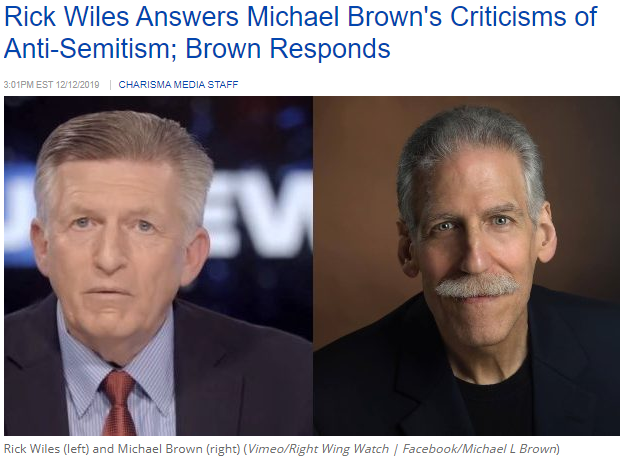 Rick Wiles Answers Michael Brown's Criticisms of
Anti-Semitism; Brown Responds
3:01PM EST 12/12/2019 | CHARISMA MEDIA STAFF
EW
Rick Wiles (left) and Michael Brown (right) (Vimeo/Right Wing Watch | Facebook/Michael L Brown)